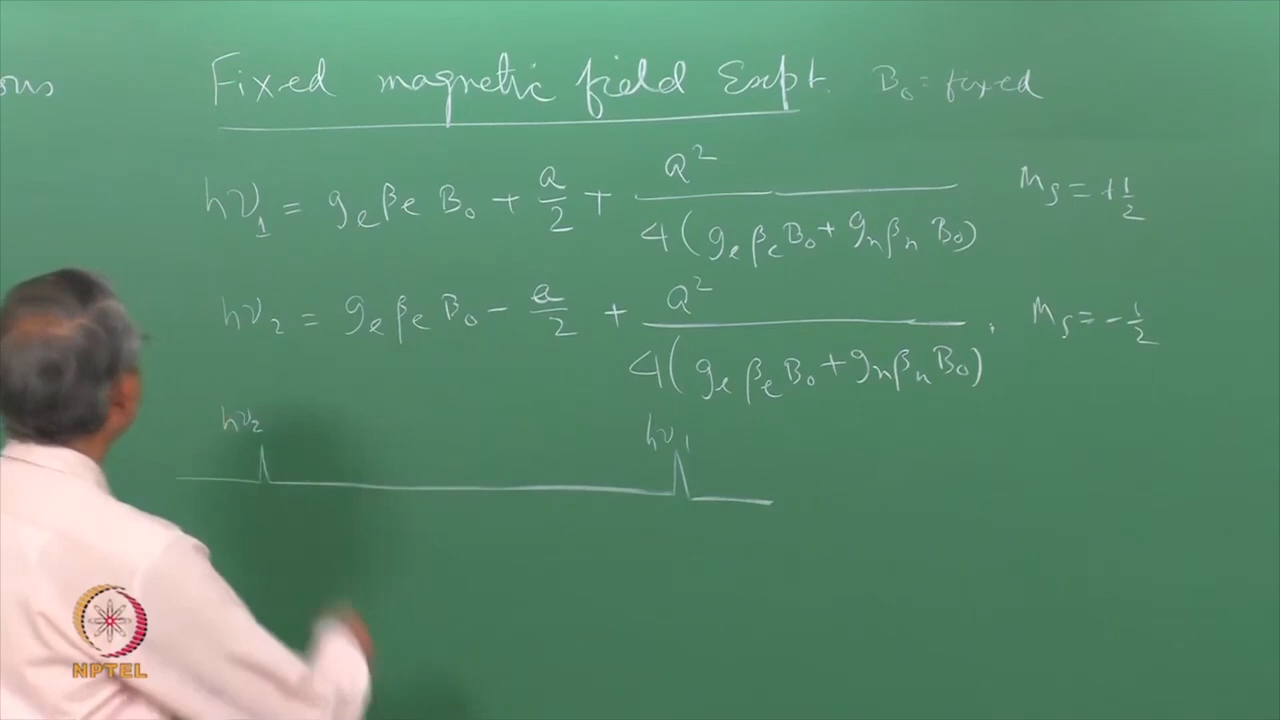 ous
Fixed magnetic field Expt. B₀ = fixed
hν₁ = gₑβₑB₀ + a/2 + a²/4(gₑβₑB₀ + gₙβₙB₀) Mₛ = +1/2
hν₂ = gₑβₑB₀ - a/2 + a²/4(gₑβₑB₀ + gₙβₙB₀). Mₛ = -1/2
hν₂ hν₁
NPTEL